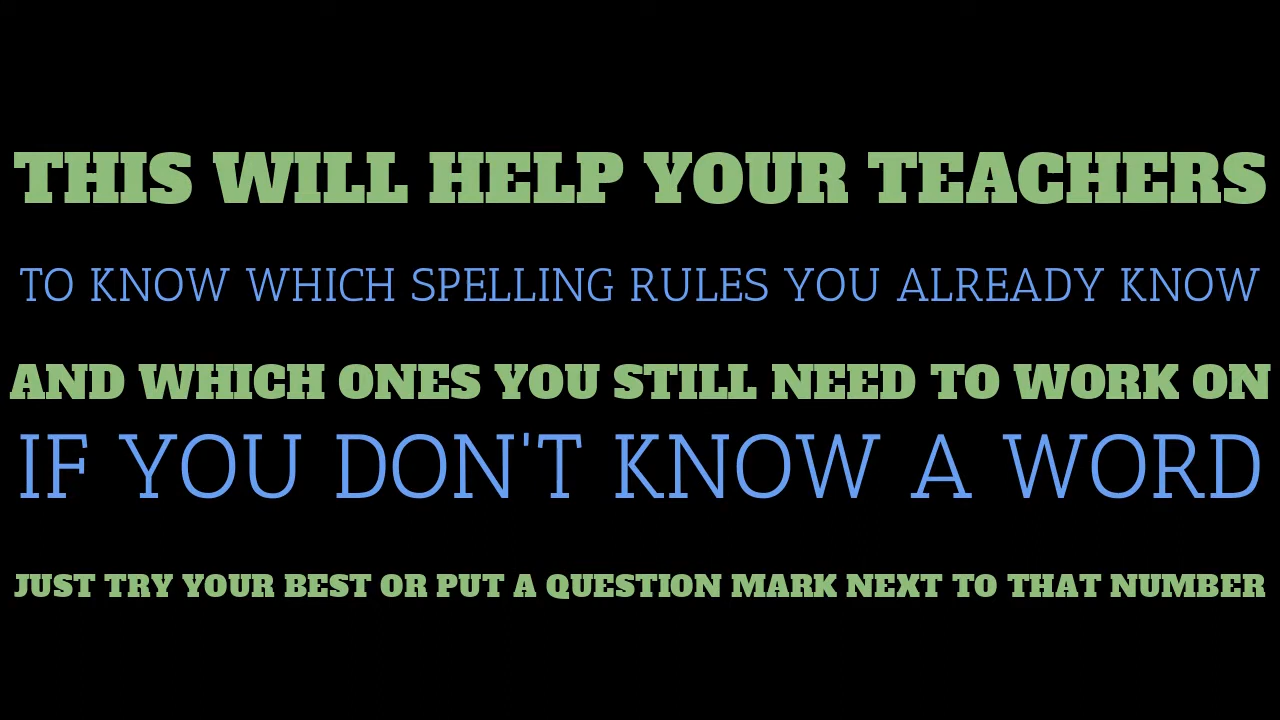 THIS WILL HELP YOUR TEACHERS
TO KNOW WHICH SPELLING RULES YOU ALREADY KNOW
AND WHICH ONES YOU STILL NEED TO WORK ON
IF YOU DON'T KNOW A WORD
JUST TRY YOUR BEST OR PUT A QUESTION MARK NEXT TO THAT NUMBER